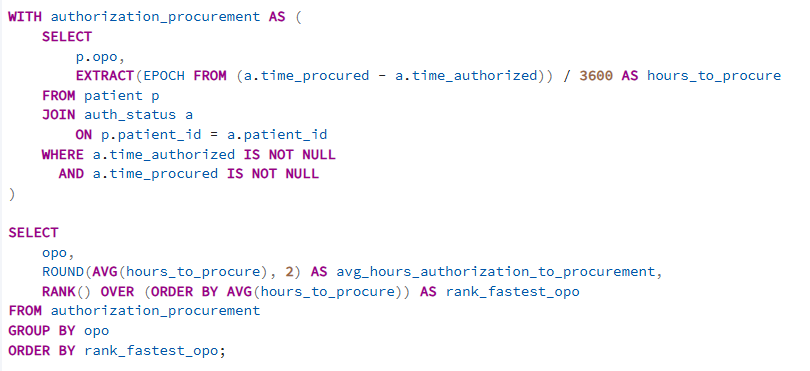 WITH authorization_procurement AS (
    SELECT
        p.opo,
        EXTRACT(EPOCH FROM (a.time_procured - a.time_authorized)) / 3600 AS hours_to_procure
    FROM patient p
    JOIN auth_status a
        ON p.patient_id = a.patient_id
    WHERE a.time_authorized IS NOT NULL
      AND a.time_procured IS NOT NULL
)

SELECT
    opo,
    ROUND(AVG(hours_to_procure), 2) AS avg_hours_authorization_to_procurement,
    RANK() OVER (ORDER BY AVG(hours_to_procure)) AS rank_fastest_opo
FROM authorization_procurement
GROUP BY opo
ORDER BY rank_fastest_opo;